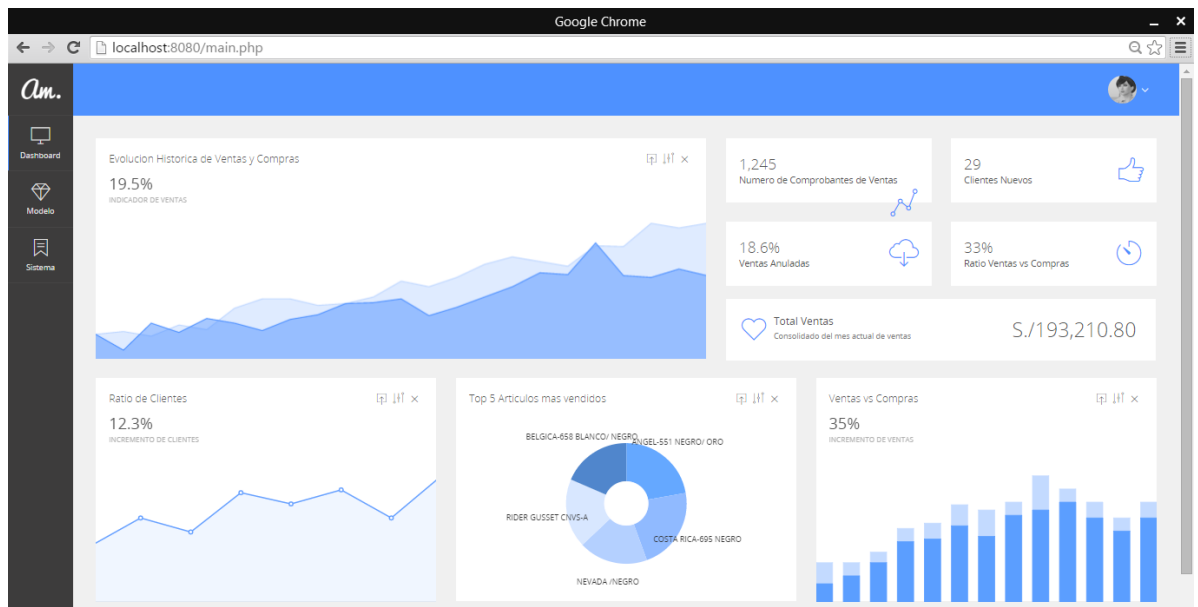 Google Chrome
localhost:8080/main.php
am.
Dashboard
Modelo
Sistema
Evolucion Historica de Ventas y Compras
19.5%
INDICADOR DE VENTAS
1,245
Numero de Comprobantes de Ventas
29
Clientes Nuevos
18.6%
Ventas Anuladas
33%
Ratio Ventas vs Compras
Total Ventas
Consolidado del mes actual de ventas
S./193,210.80
Ratio de Clientes
12.3%
INCREMENTO DE CLIENTES
Top 5 Articulos mas vendidos
BELGICA-658 BLANCO/ NEGRO
ANGEL-551 NEGRO/ ORO
RIDER GUSSET CNVS-A
COSTA RICA-695 NEGRO
NEVADA /NEGRO
Ventas vs Compras
35%
INCREMENTO DE VENTAS